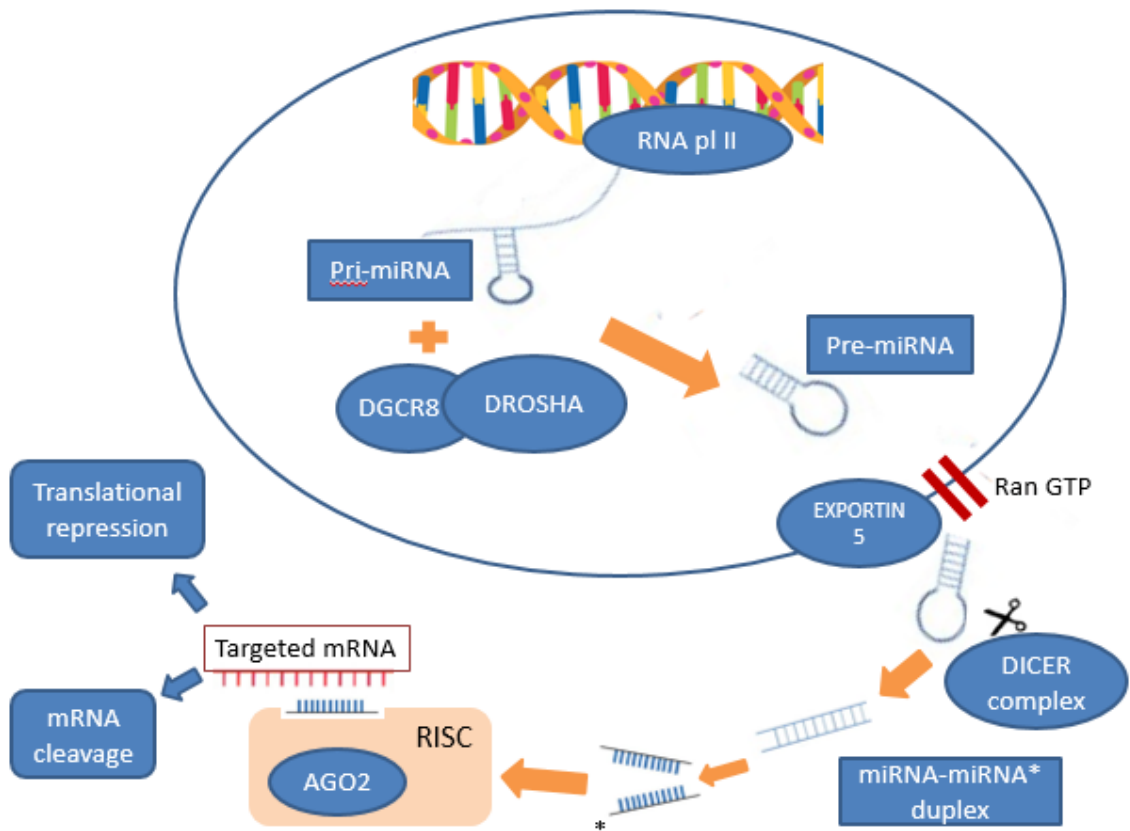 RNA pl II
Pri-miRNA
Pre-miRNA
DGCR8
DROSHA
EXPORTIN
5
Ran GTP
DICER
complex
miRNA-miRNA*
duplex
*
RISC
AGO2
Targeted mRNA
Translational
repression
mRNA
cleavage